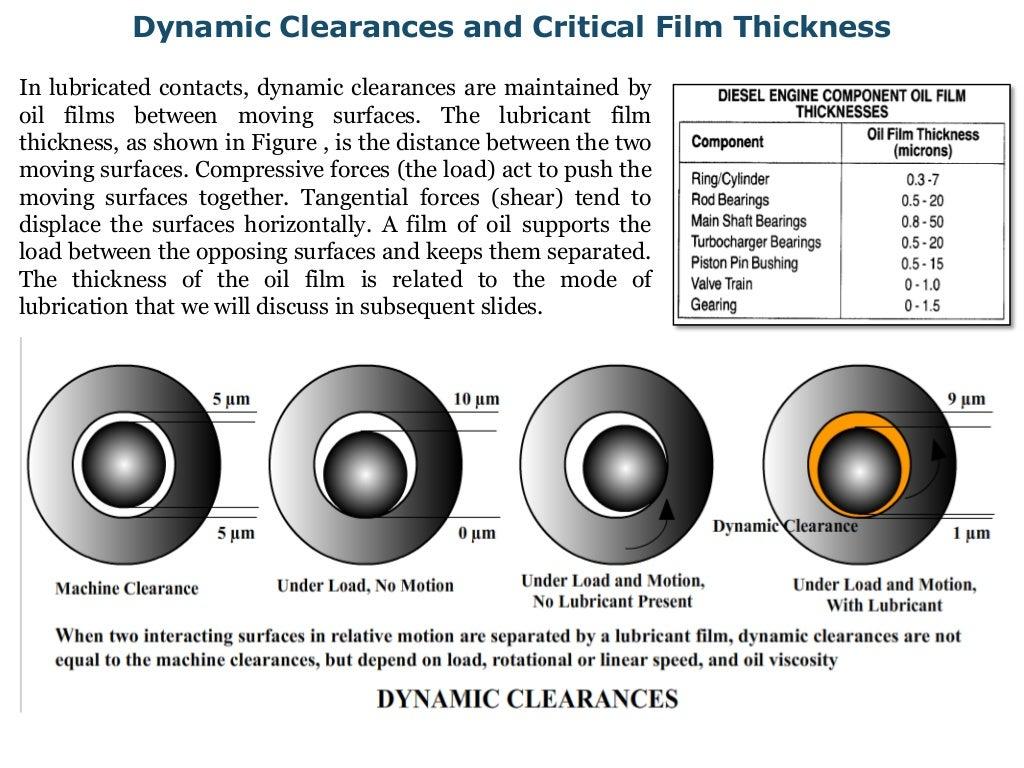 Dynamic Clearances and Critical Film Thickness
In lubricated contacts, dynamic clearances are maintained by
oil films between moving surfaces. The lubricant film
thickness, as shown in Figure , is the distance between the two
moving surfaces. Compressive forces (the load) act to push the
moving surfaces together. Tangential forces (shear) tend to
displace the surfaces horizontally. A film of oil supports the
load between the opposing surfaces and keeps them separated.
The thickness of the oil film is related to the mode of
lubrication that we will discuss in subsequent slides.
DIESEL ENGINE COMPONENT OIL FILM
THICKNESSES
Component Oil Film Thickness
(microns)
Ring/Cylinder 0.3-7
Rod Bearings 0.5-20
Main Shaft Bearings 0.8-50
Turbocharger Bearings 0.5-20
Piston Pin Bushing 0.5-15
Valve Train 0-1.0
Gearing 0-1.5
5 µm
5 µm
Machine Clearance
10 µm
0 µm
Under Load, No Motion
Under Load and Motion,
No Lubricant Present
9 µm
Dynamic Clearance
1 µm
Under Load and Motion,
With Lubricant
When two interacting surfaces in relative motion are separated by a lubricant film, dynamic clearances are not
equal to the machine clearances, but depend on load, rotational or linear speed, and oil viscosity
DYNAMIC CLEARANCES